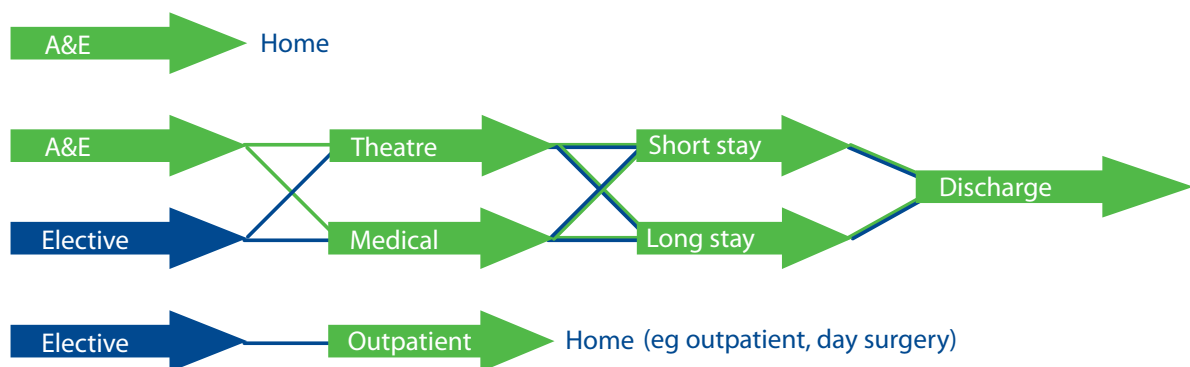 A&E Home
A&E Theatre Short stay
Discharge
Elective Medical Long stay
Elective Outpatient Home (eg outpatient, day surgery)